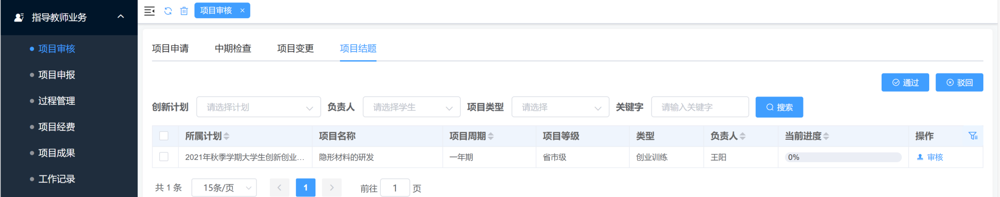 指导教师业务
项目审核
项目申报
过程管理
项目经费
项目成果
工作记录
项目审核 ×
项目申请 中期检查 项目变更 项目结题
通过 驳回
创新计划 请选择计划 负责人 请选择学生 项目类型 请选择 关键字 请输入关键字 搜索
所属计划 项目名称 项目周期 项目等级 类型 负责人 当前进度 操作
2021年秋季学期大学生创新创业... 隐形材料的研发 一年期 省市级 创业训练 王阳 0% 审核
共 1 条 15条/页 < 1 > 前往 1 页